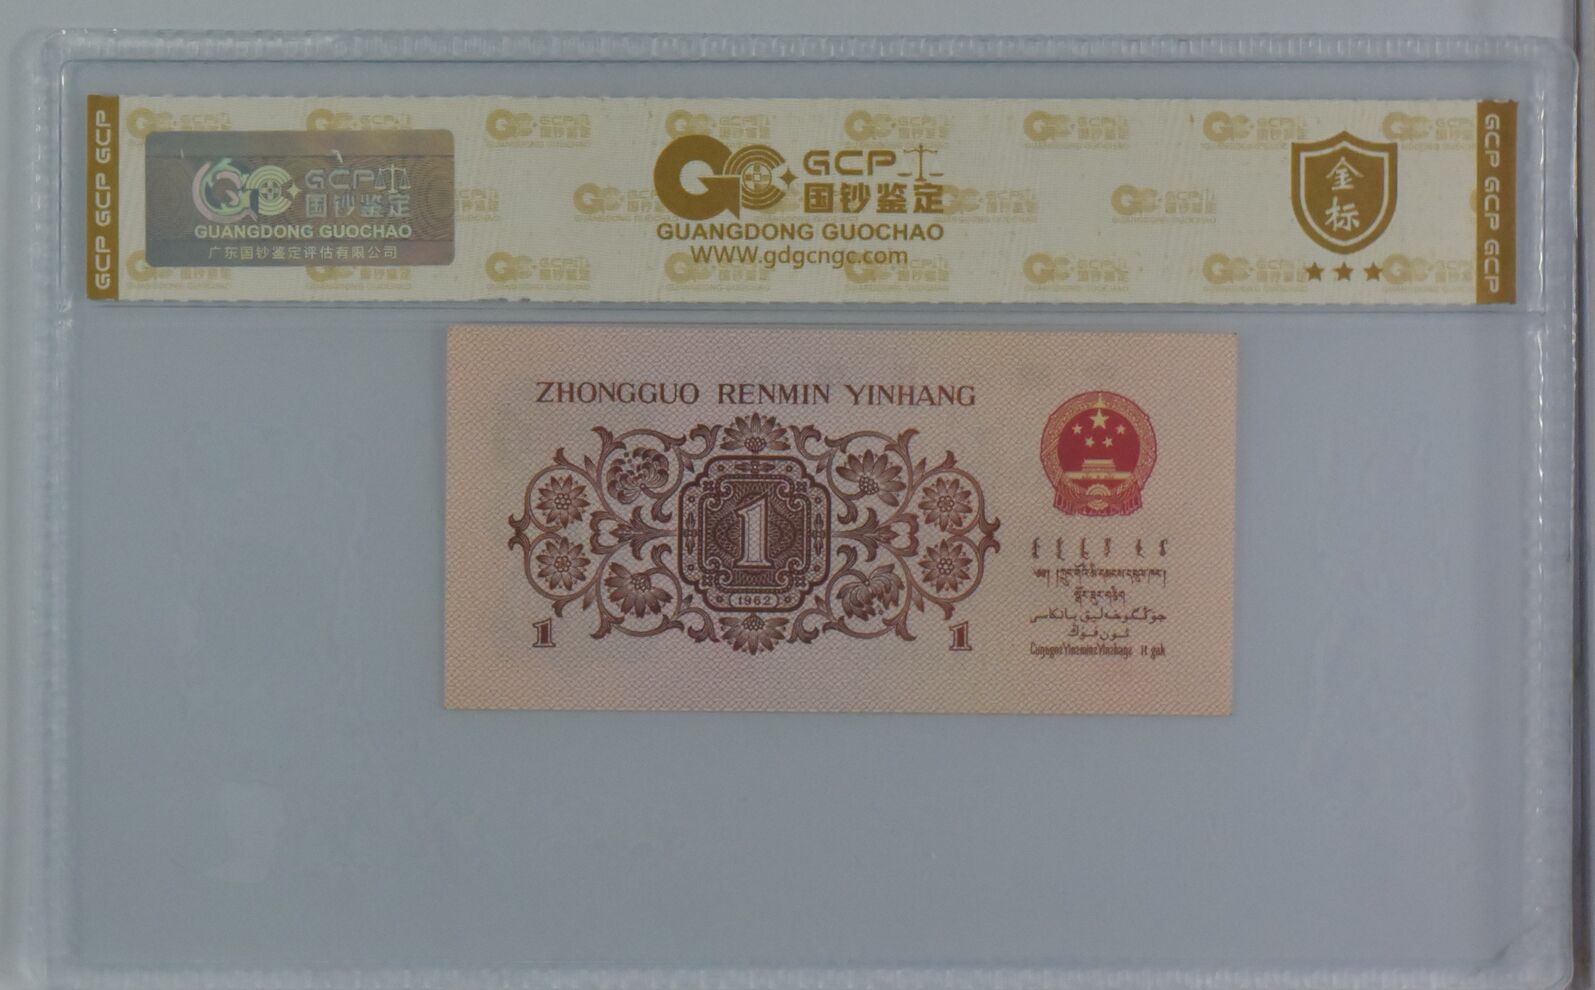 GCP GCP
GCP
国钞鉴定
GUANGDONG GUOCHAO
广东国钞鉴定评估有限公司
GCP
国钞鉴定
GUANGDONG GUOCHAO
WWW.gdgcngc.com
金
标
GCP GCP GCP
ZHONGGUO RENMIN YINHANG
1
(1962)
1
1